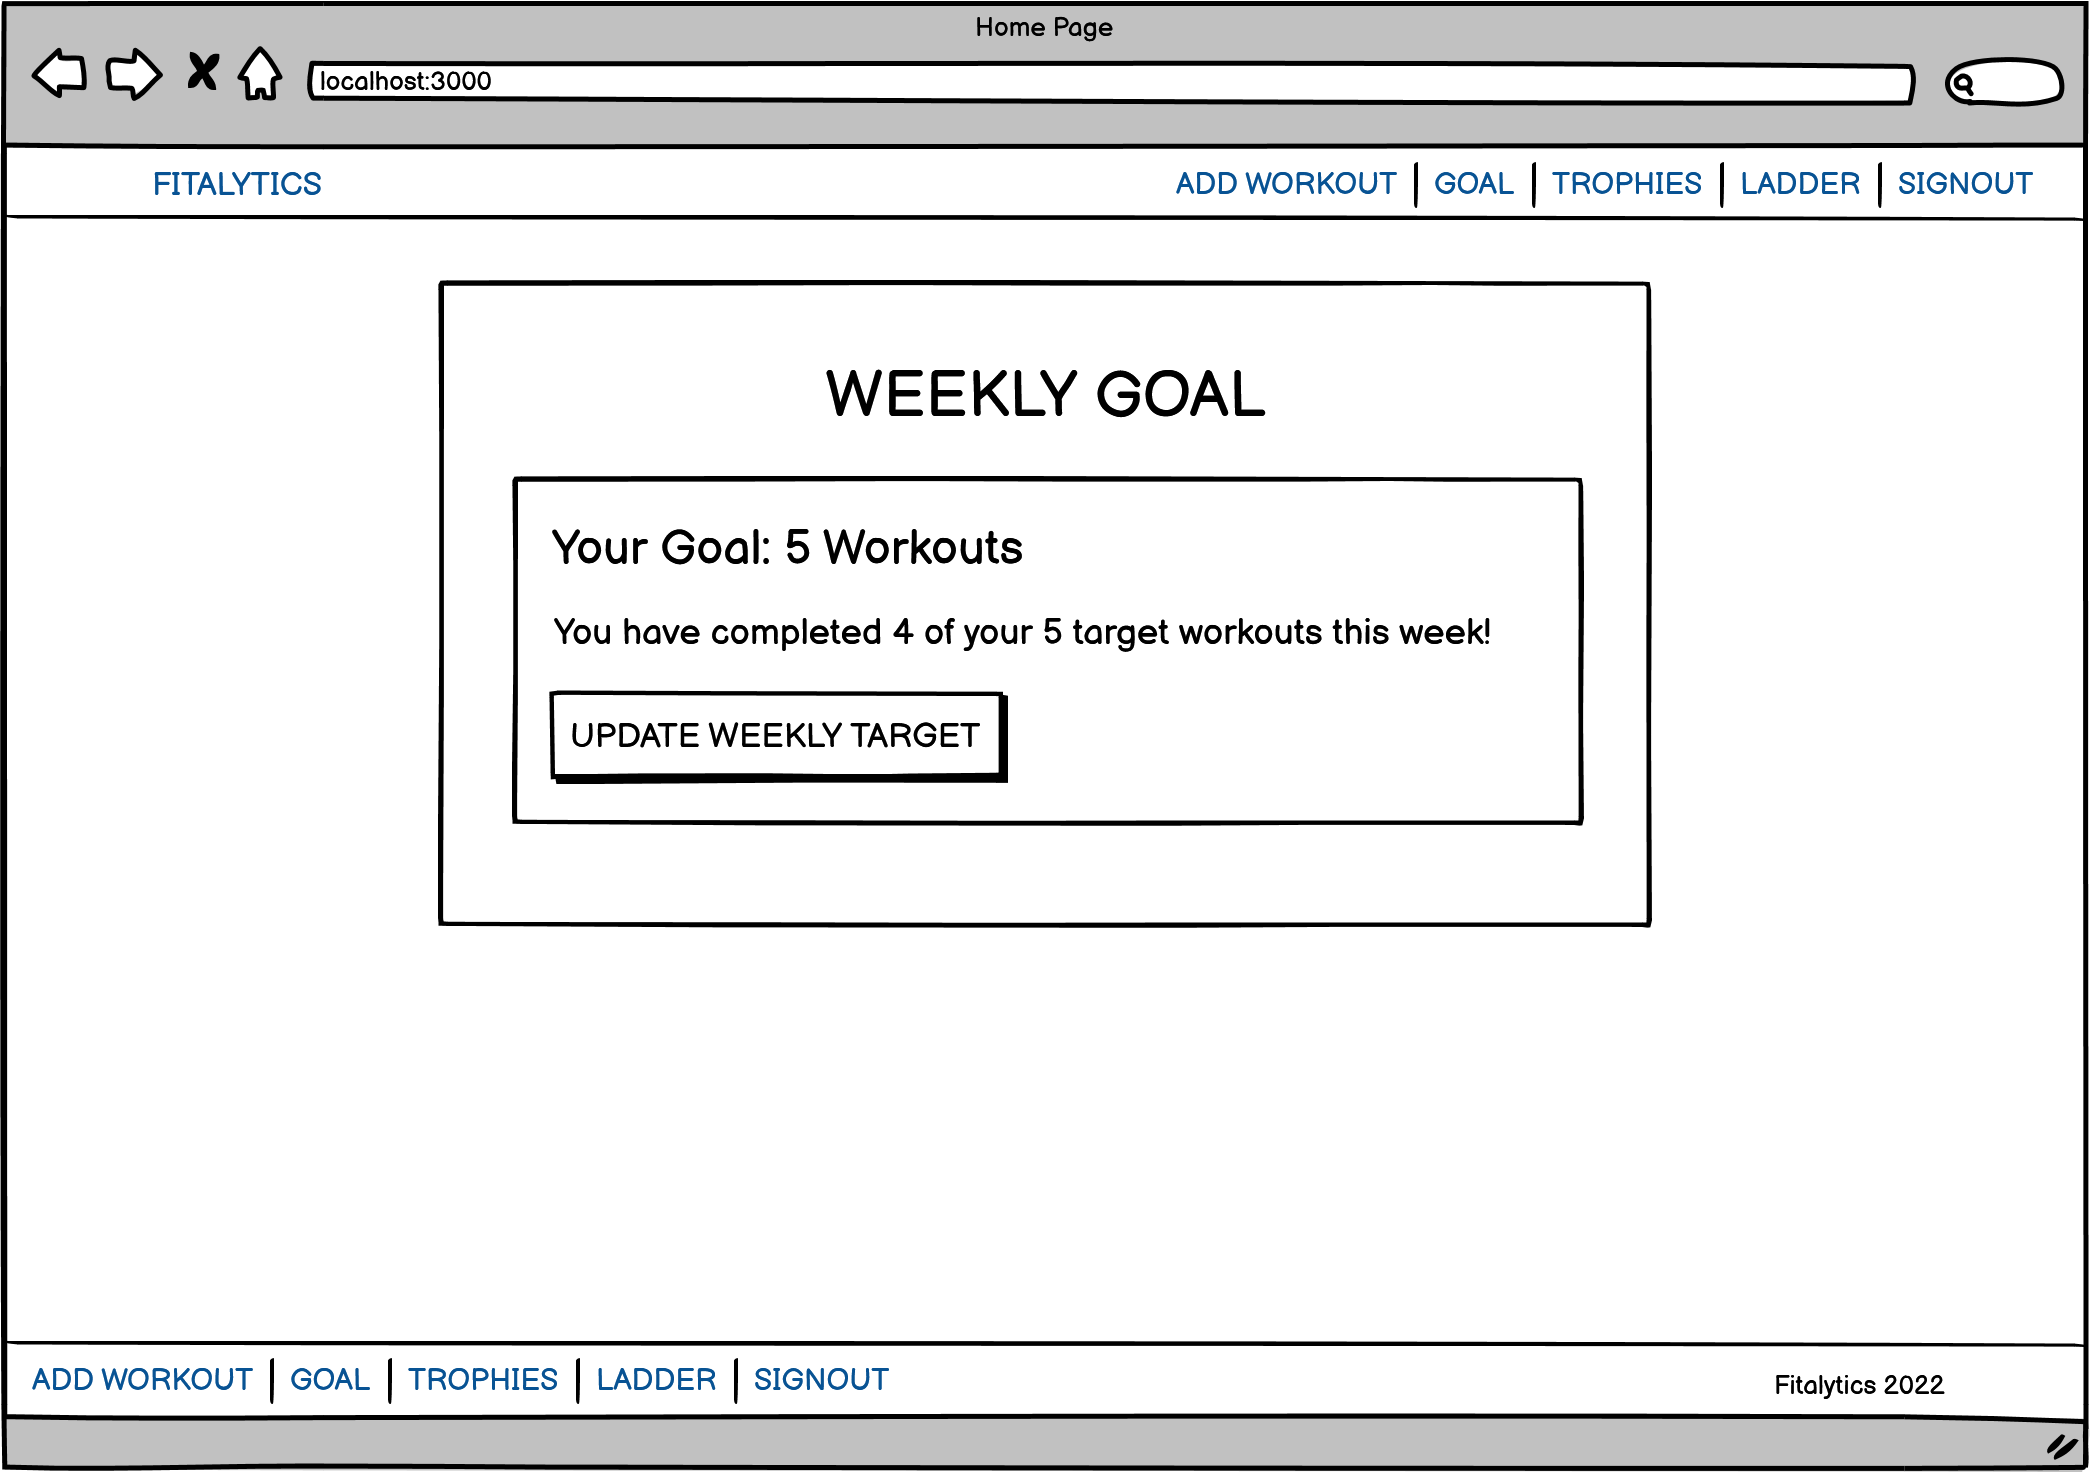 Home Page
localhost:3000
FITALYTICS
ADD WORKOUT | GOAL | TROPHIES | LADDER | SIGNOUT
WEEKLY GOAL
Your Goal: 5 Workouts
You have completed 4 of your 5 target workouts this week!
UPDATE WEEKLY TARGET
ADD WORKOUT | GOAL | TROPHIES | LADDER | SIGNOUT
Fitalytics 2022